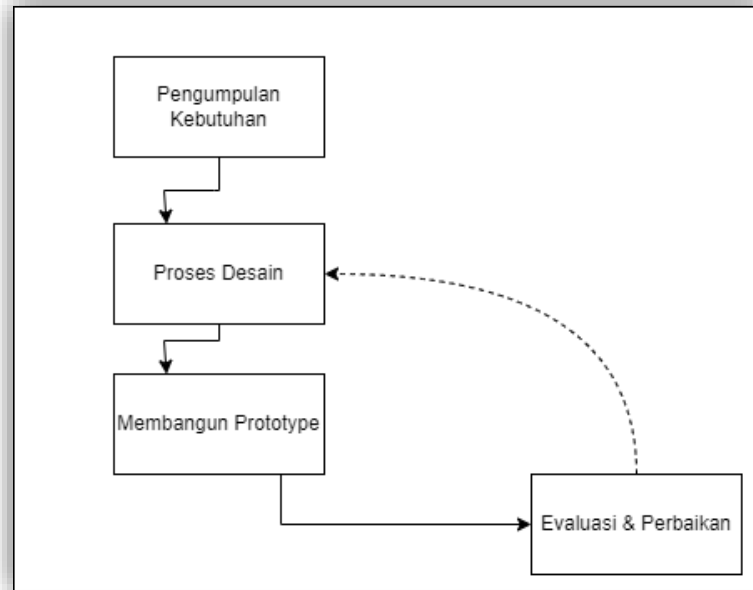 Pengumpulan
Kebutuhan
Proses Desain
Membangun Prototype
Evaluasi & Perbaikan